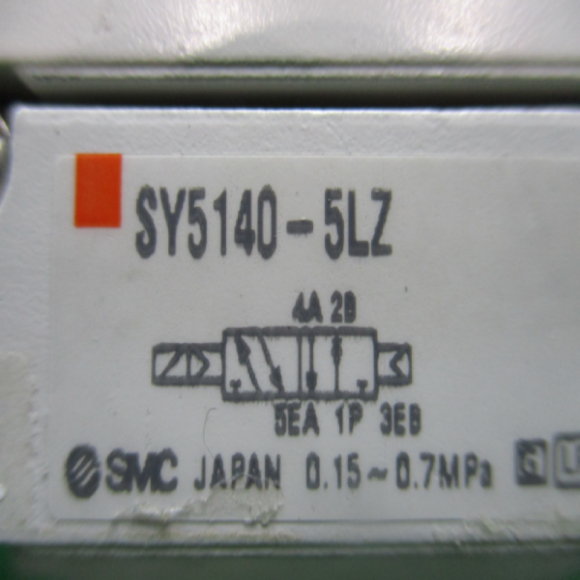 SY5140-5LZ
4A 2B
5EA 1P 3EB
SMC JAPAN 0.15~0.7MPa G